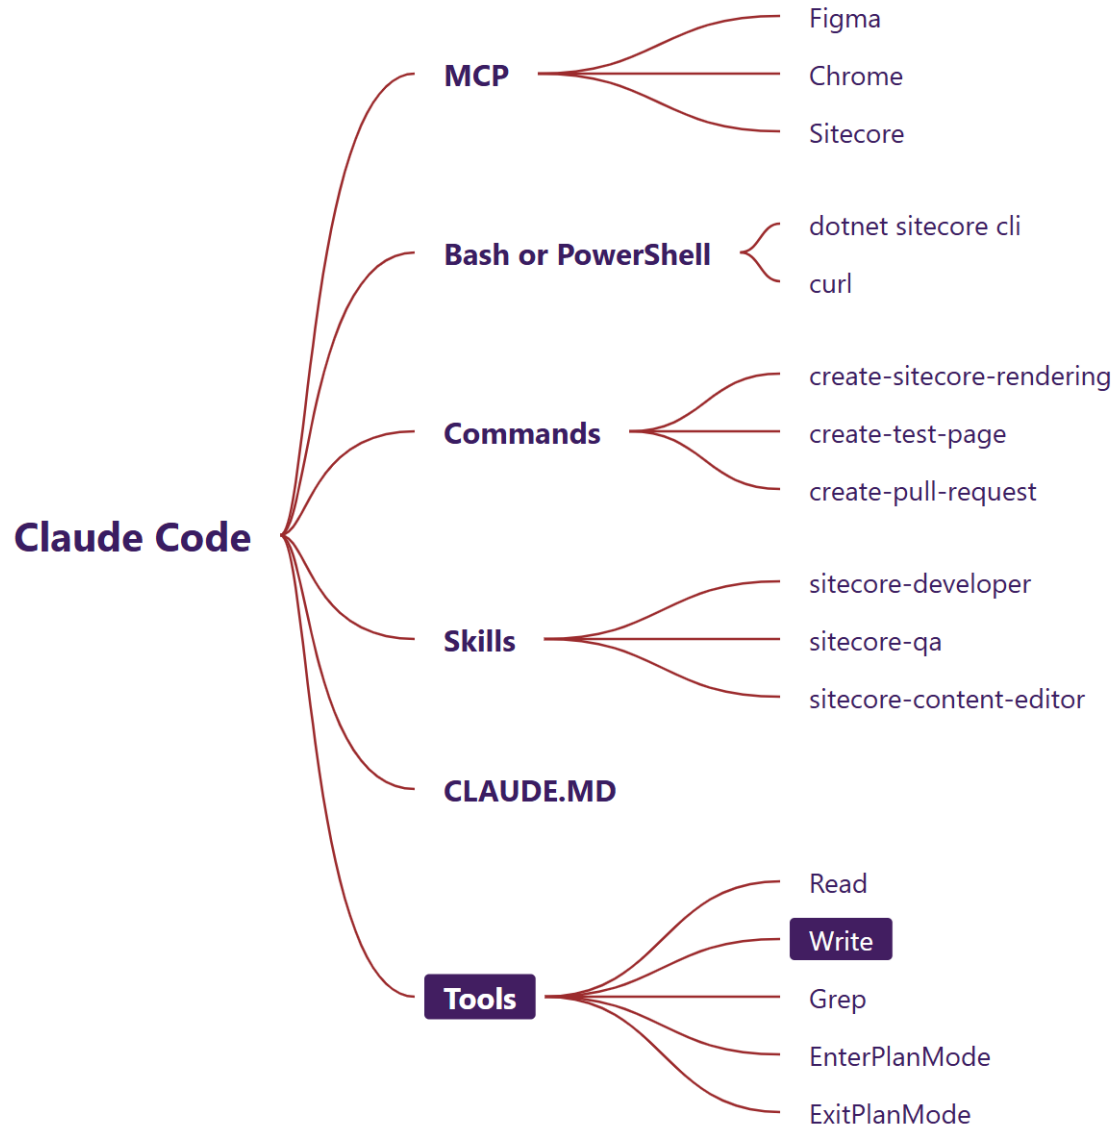 Claude Code
MCP
Figma
Chrome
Sitecore
Bash or PowerShell
dotnet sitecore cli
curl
Commands
create-sitecore-rendering
create-test-page
create-pull-request
Skills
sitecore-developer
sitecore-qa
sitecore-content-editor
CLAUDE.MD
Tools
Read
Write
Grep
EnterPlanMode
ExitPlanMode